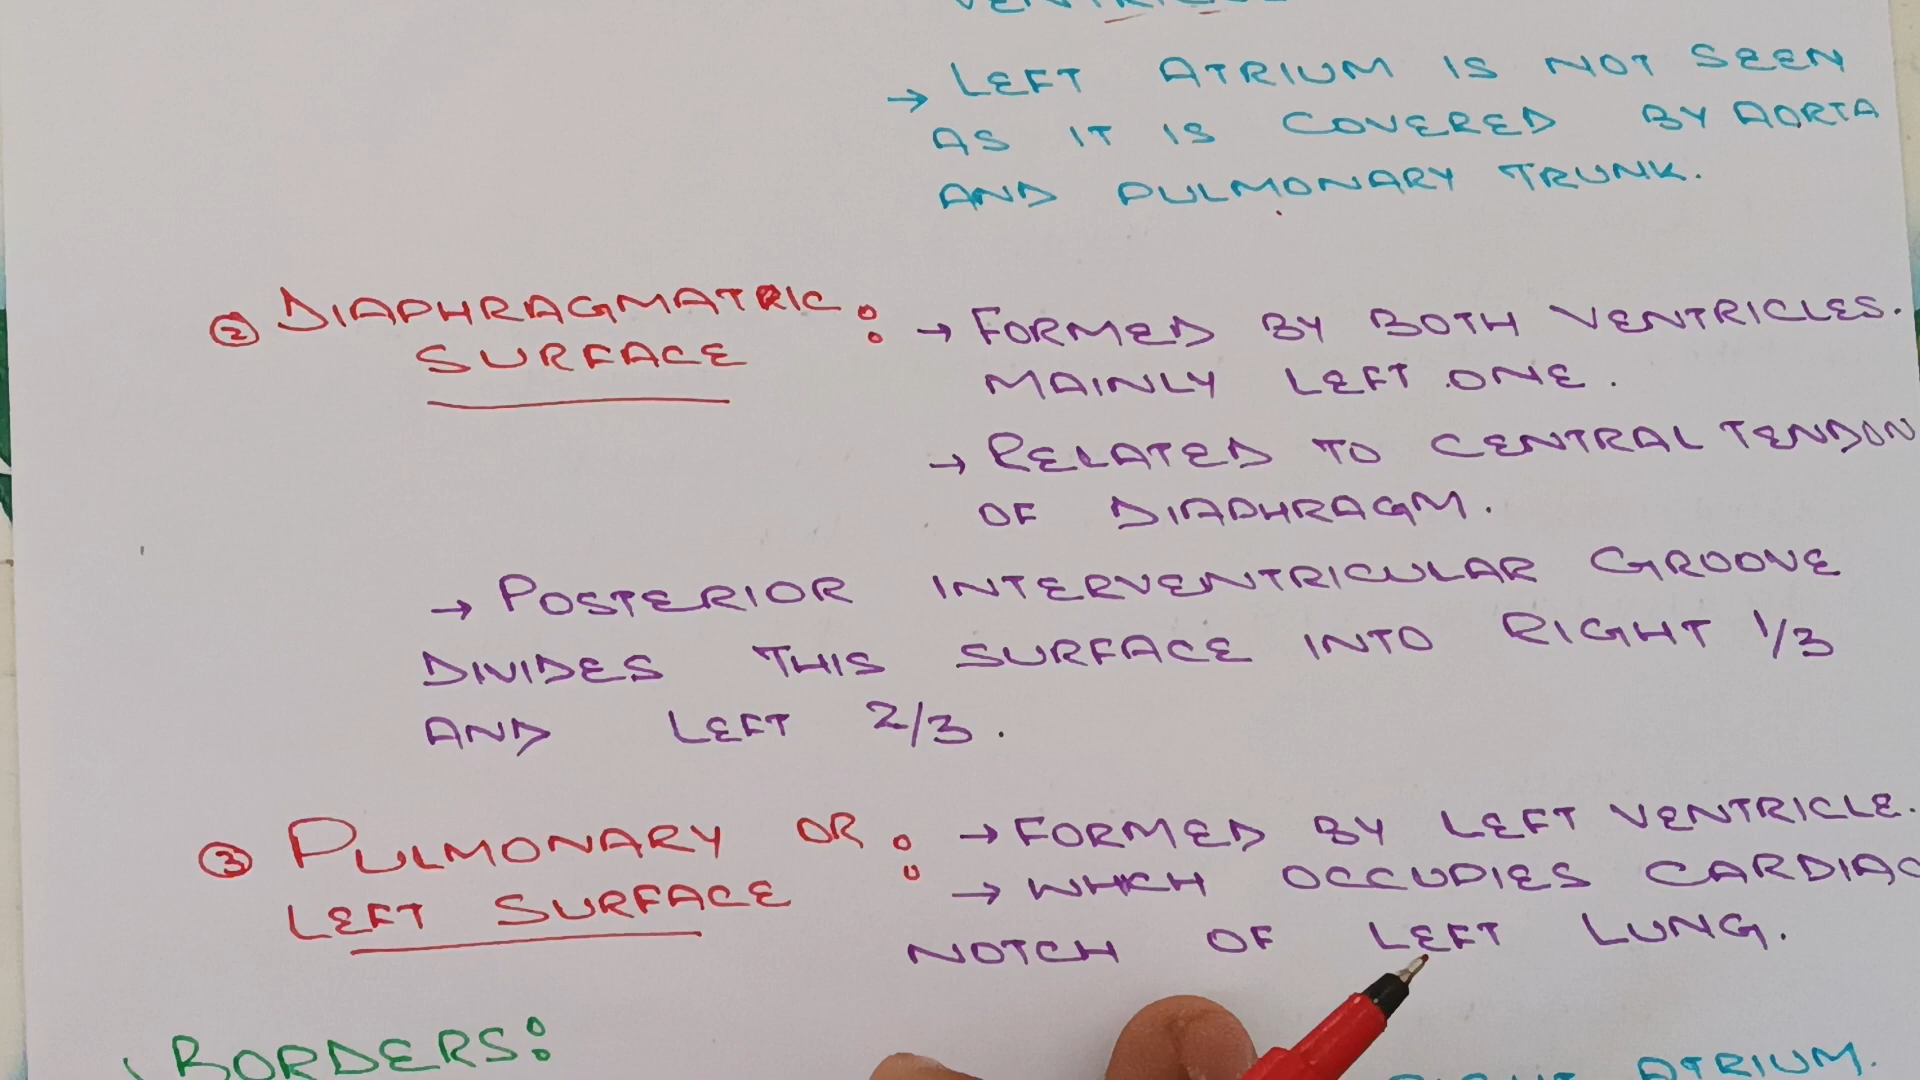 → LEFT ATRIUM IS NOT SEEN
AS IT IS COVERED BY AORTA
AND PULMONARY TRUNK.
② DIAPHRAGMATRIC : → FORMED BY BOTH VENTRICLES.
SURFACE
MAINLY LEFT ONE.
→ RELATED TO CENTRAL TENDON
OF DIAPHRAGM.
→ POSTERIOR INTERVENTRICULAR GROOVE
DIVIDES THIS SURFACE INTO RIGHT 1/3
AND LEFT 2/3.
③ PULMONARY OR : → FORMED BY LEFT VENTRICLE.
LEFT SURFACE
→ WHICH OCCUPIES CARDIAC
NOTCH OF LEFT LUNG.
BORDERS:
ATRIUM.